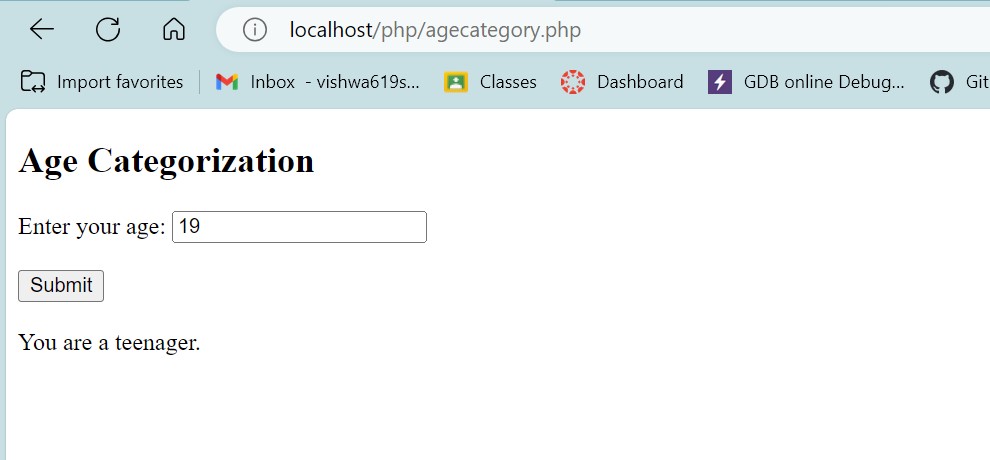 localhost/php/agecategory.php
Import favorites Inbox - vishwa619s... Classes Dashboard GDB online Debug... Git
Age Categorization
Enter your age: 19
Submit
You are a teenager.